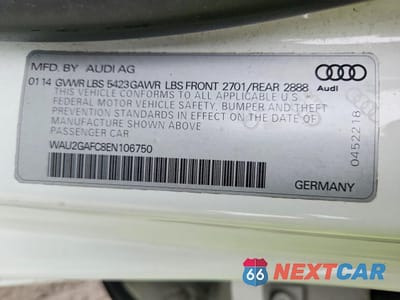 MFD. BY AUDI AG
01 14 GVWR LBS 5423 GAWR LBS FRONT 2701/REAR 2888
THIS VEHICLE CONFORMS TO ALL APPLICABLE U S
FEDERAL MOTOR VEHICLE SAFETY, BUMPER AND THEFT
PREVENTION STANDARDS IN EFFECT ON THE DATE OF
MANUFACTURE SHOWN ABOVE
PASSENGER CAR
WAU2GAFC8EN106750
GERMANY
Audi
0452218
66 NEXTCAR